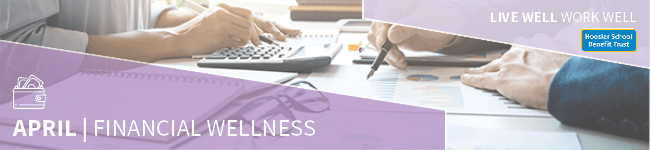 LIVE WELL WORK WELL
Hoosier School
Benefit Trust
APRIL | FINANCIAL WELLNESS